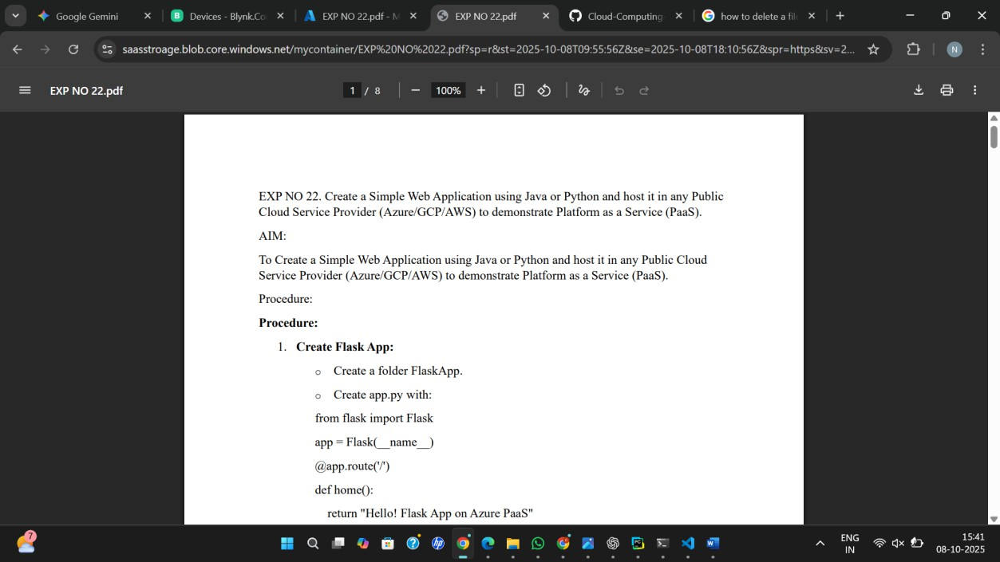 Google Gemini
Devices - Blynk.Co
EXP NO 22.pdf - M
EXP NO 22.pdf
Cloud-Computing
how to delete a file
saasstroage.blob.core.windows.net/mycontainer/EXP%20NO%2022.pdf?sp=r&st=2025-10-08T09:55:56Z&se=2025-10-08T18:10:56Z&spr=https&sv=2...
N
EXP NO 22.pdf
1 / 8
100%
EXP NO 22. Create a Simple Web Application using Java or Python and host it in any Public
Cloud Service Provider (Azure/GCP/AWS) to demonstrate Platform as a Service (PaaS).
AIM:
To Create a Simple Web Application using Java or Python and host it in any Public Cloud
Service Provider (Azure/GCP/AWS) to demonstrate Platform as a Service (PaaS).
Procedure:
Procedure:
1. Create Flask App:
o Create a folder FlaskApp.
o Create app.py with:
from flask import Flask
app = Flask(__name__)
@app.route('/')
def home():
return "Hello! Flask App on Azure PaaS"
7
ENG
IN
15:41
08-10-2025